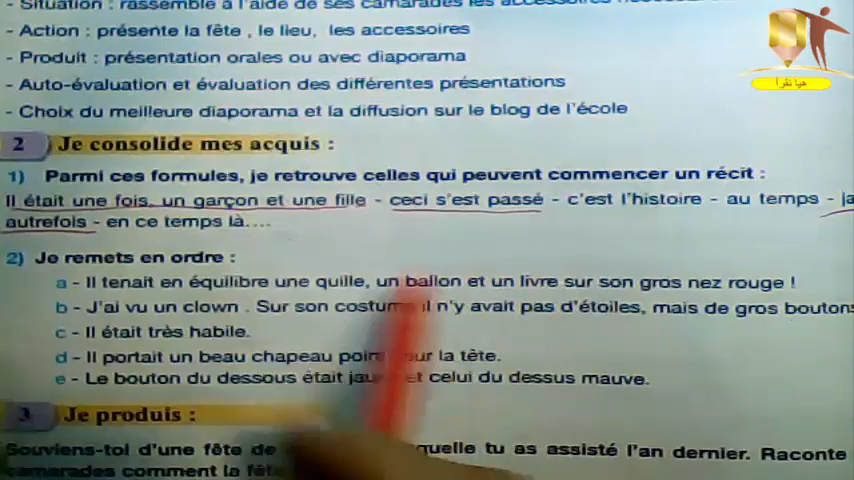 - Situation : rassemble à l'aide de ses camarades les accessoires
- Action : présente la fête , le lieu, les accessoires
- Produit : présentation orales ou avec diaporama
- Auto-évaluation et évaluation des différentes présentations
- Choix du meilleure diaporama et la diffusion sur le blog de l'école
هيا نقرأ
2 Je consolide mes acquis :
1) Parmi ces formules, je retrouve celles qui peuvent commencer un récit :
Il était une fois, un garçon et une fille - ceci s'est passé - c'est l'histoire - au temps -
autrefois - en ce temps là....
2) Je remets en ordre :
a - Il tenait en équilibre une quille, un ballon et un livre sur son gros nez rouge !
b - J'ai vu un clown . Sur son costume il n'y avait pas d'étoiles, mais de gros boutons
c - Il était très habile.
d - Il portait un beau chapeau sur la tête.
e - Le bouton du dessous était et celui du dessus mauve.
3 Je produis :
Souviens-toi d'une fête de tu as assisté l'an dernier. Raconte
camarades comment la fête